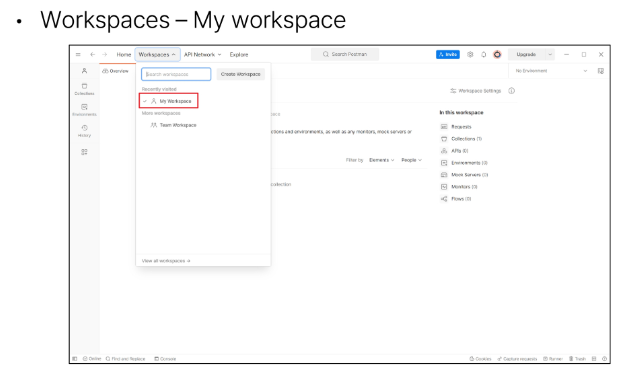 • Workspaces – My workspace
Home Workspaces API Network Explore Search Postman Invite Upgrade
Overview No Environment
Search workspaces Create Workspace
Recently visited
Workspace Settings
Collections
My Workspace
More workspaces In this workspace
Environments
Team Workspace Requests
History
ctions and environments, as well as any monitors, mock servers or
Collections (1)
APIs (0)
Filter by Elements People
Environments (0)
Mock Servers (0)
collection
Monitors (0)
Flows (0)
View all workspaces →
Online Find and Replace Console Cookies Capture requests Runner Trash